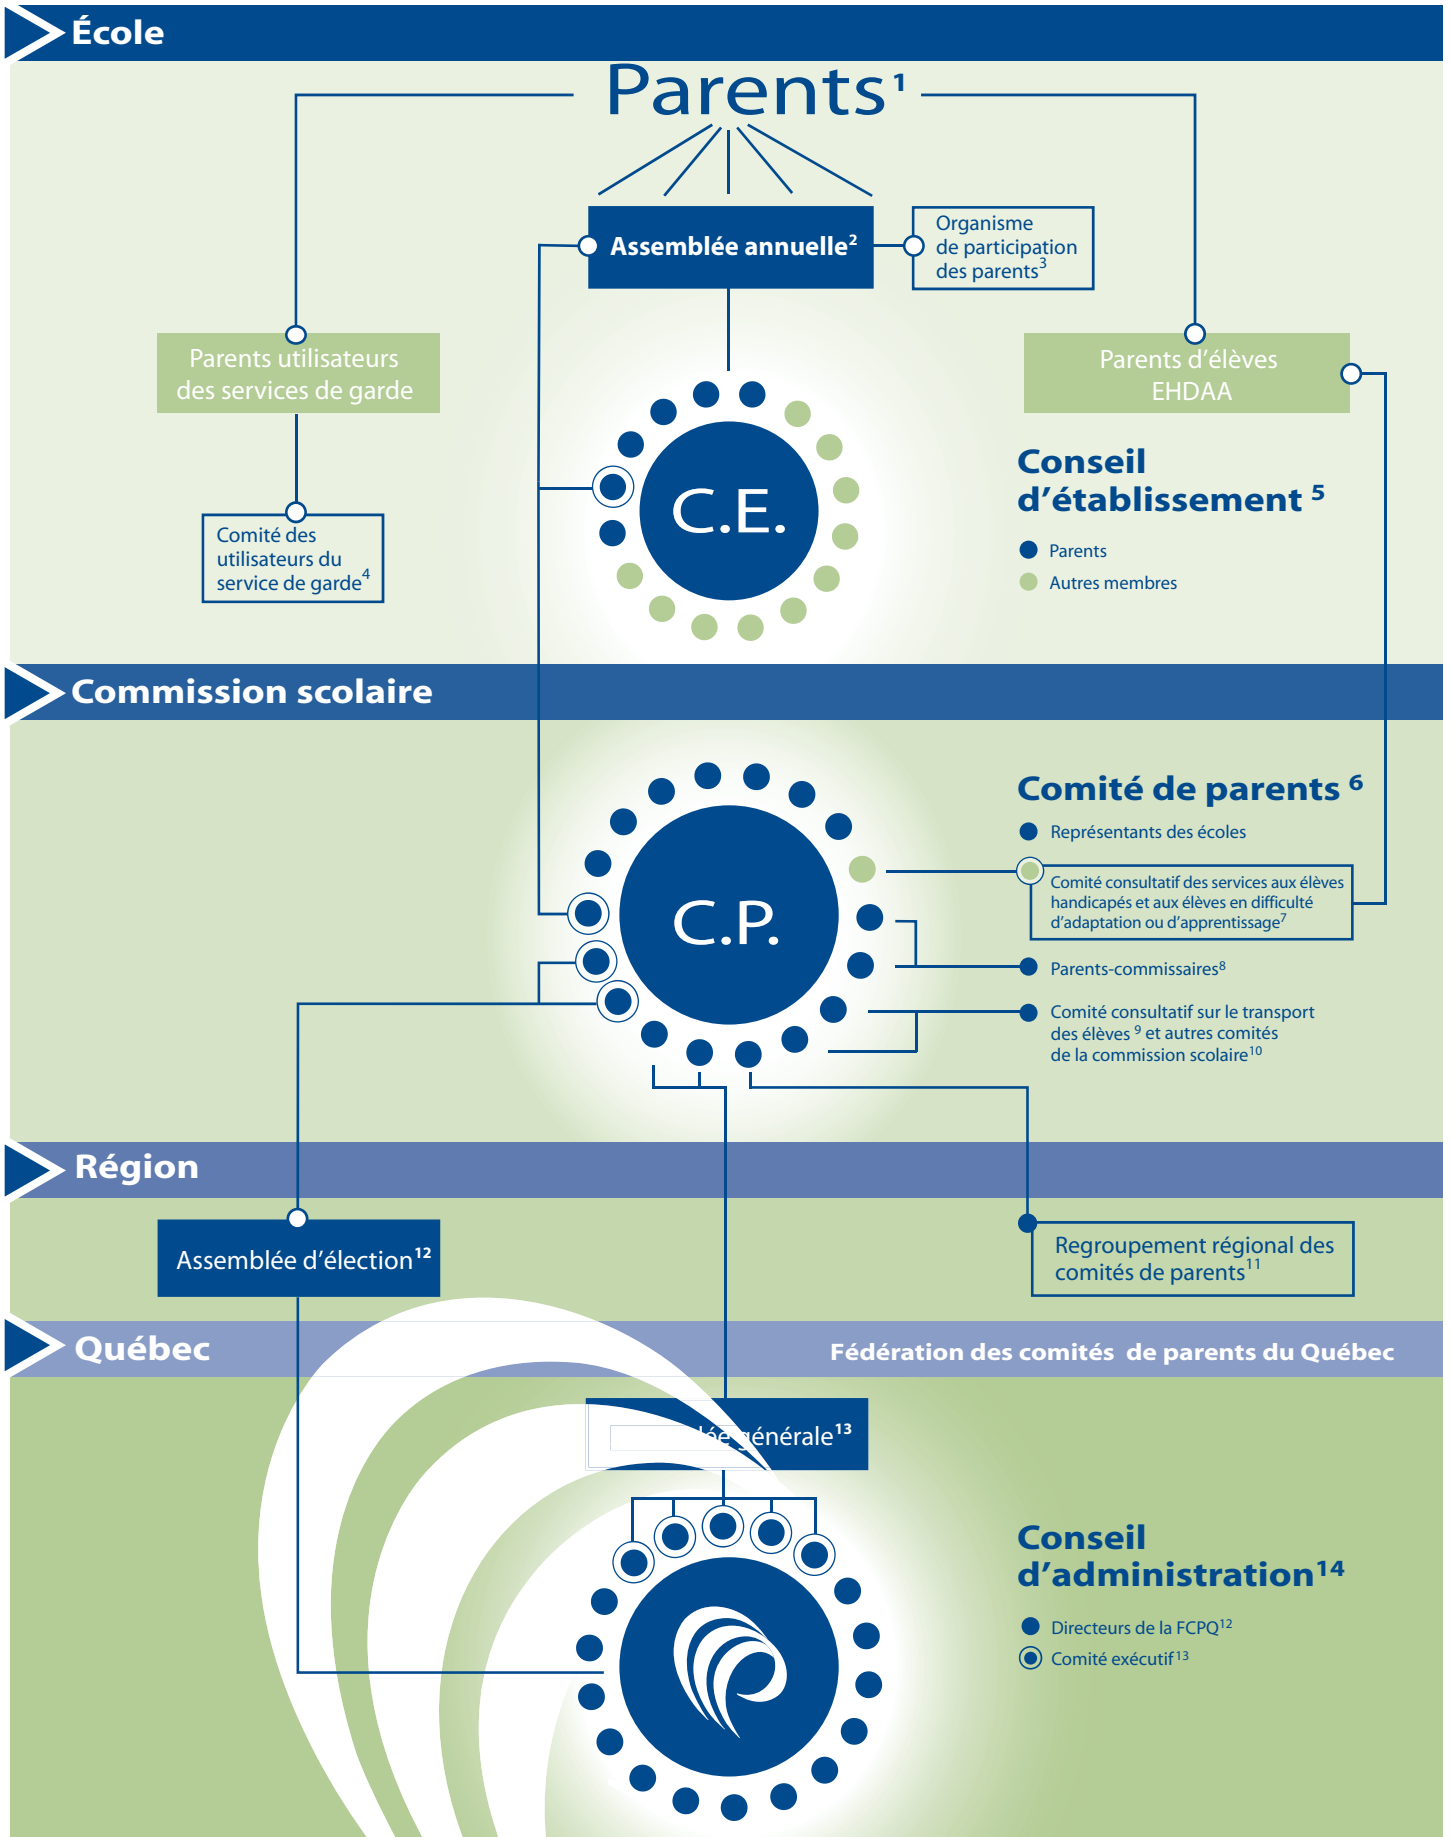 École
Parents¹
Assemblée annuelle²
Organisme
de participation
des parents³
Parents utilisateurs
des services de garde
Parents d'élèves
EHDAA
C.E.
Conseil
d'établissement ⁵
Parents
Autres membres
Comité des
utilisateurs du
service de garde⁴
Commission scolaire
C.P.
Comité de parents ⁶
Représentants des écoles
Comité consultatif des services aux élèves
handicapés et aux élèves en difficulté
d'adaptation ou d'apprentissage⁷
Parents-commissaires⁸
Comité consultatif sur le transport
des élèves ⁹ et autres comités
de la commission scolaire¹⁰
Région
Assemblée d'élection¹²
Regroupement régional des
comités de parents¹¹
Québec
Fédération des comités de parents du Québec
générale¹³
Conseil
d'administration¹⁴
Directeurs de la FCPQ¹²
Comité exécutif¹³